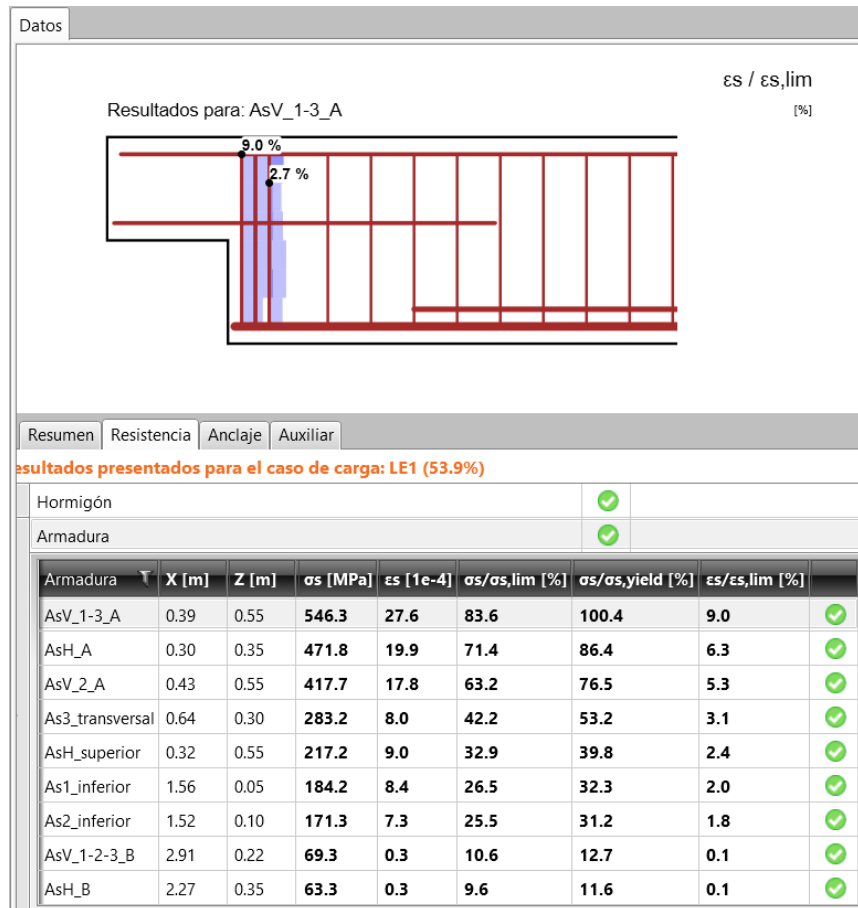 Datos
εs / εs,lim
Resultados para: AsV_1-3_A
[%]
9.0 %
2.7 %
Resumen Resistencia Anclaje Auxiliar
esultados presentados para el caso de carga: LE1 (53.9%)
Hormigón
Armadura
Armadura X [m] Z [m] σs [MPa] εs [1e-4] σs/σs,lim [%] σs/σs,yield [%] εs/εs,lim [%]
AsV_1-3_A 0.39 0.55 546.3 27.6 83.6 100.4 9.0
AsH_A 0.30 0.35 471.8 19.9 71.4 86.4 6.3
AsV_2_A 0.43 0.55 417.7 17.8 63.2 76.5 5.3
As3_transversal 0.64 0.30 283.2 8.0 42.2 53.2 3.1
AsH_superior 0.32 0.55 217.2 9.0 32.9 39.8 2.4
As1_inferior 1.56 0.05 184.2 8.4 26.5 32.3 2.0
As2_inferior 1.52 0.10 171.3 7.3 25.5 31.2 1.8
AsV_1-2-3_B 2.91 0.22 69.3 0.3 10.6 12.7 0.1
AsH_B 2.27 0.35 63.3 0.3 9.6 11.6 0.1